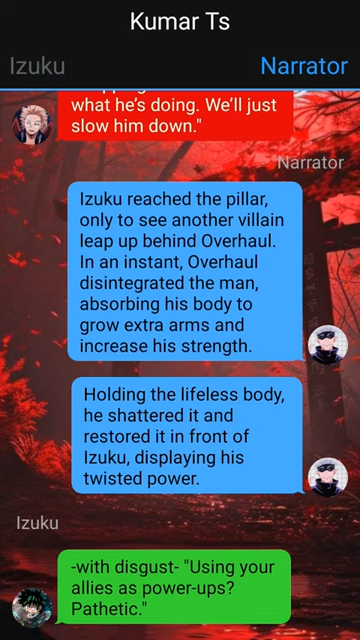 Kumar Ts
Izuku
Narrator
what he's doing. We'll just
slow him down."
Narrator
Izuku reached the pillar,
only to see another villain
leap up behind Overhaul.
In an instant, Overhaul
disintegrated the man,
absorbing his body to
grow extra arms and
increase his strength.
Holding the lifeless body,
he shattered it and
restored it in front of
Izuku, displaying his
twisted power.
Izuku
-with disgust- "Using your
allies as power-ups?
Pathetic."